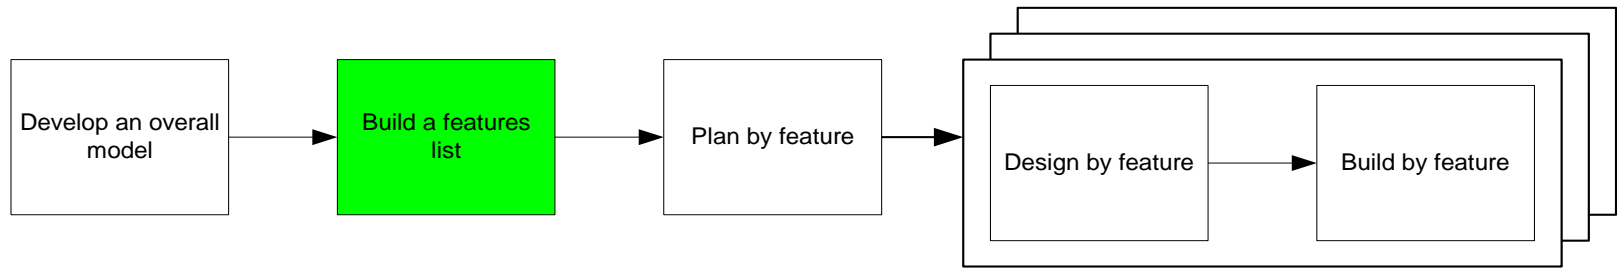 Develop an overall
model
Build a features
list
Plan by feature
Design by feature
Build by feature